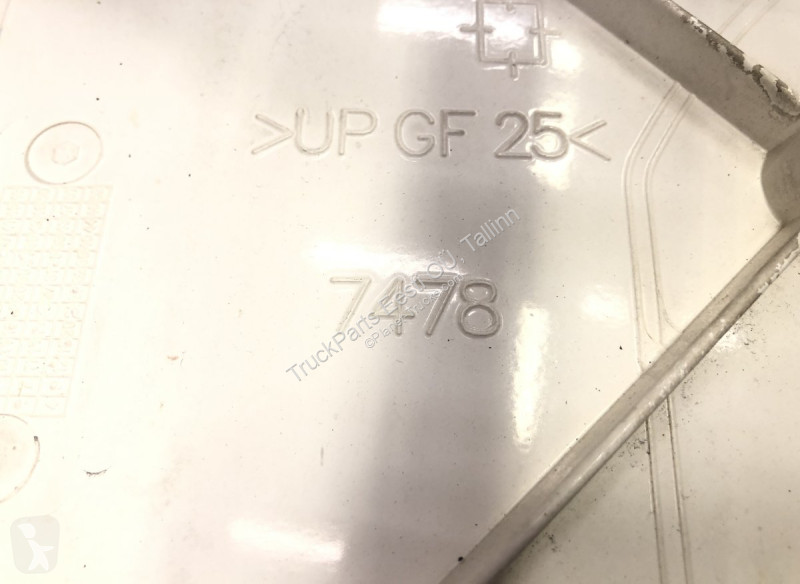 >UP GF 25<
7478
TruckParts Eesti OÜ, Tallinn